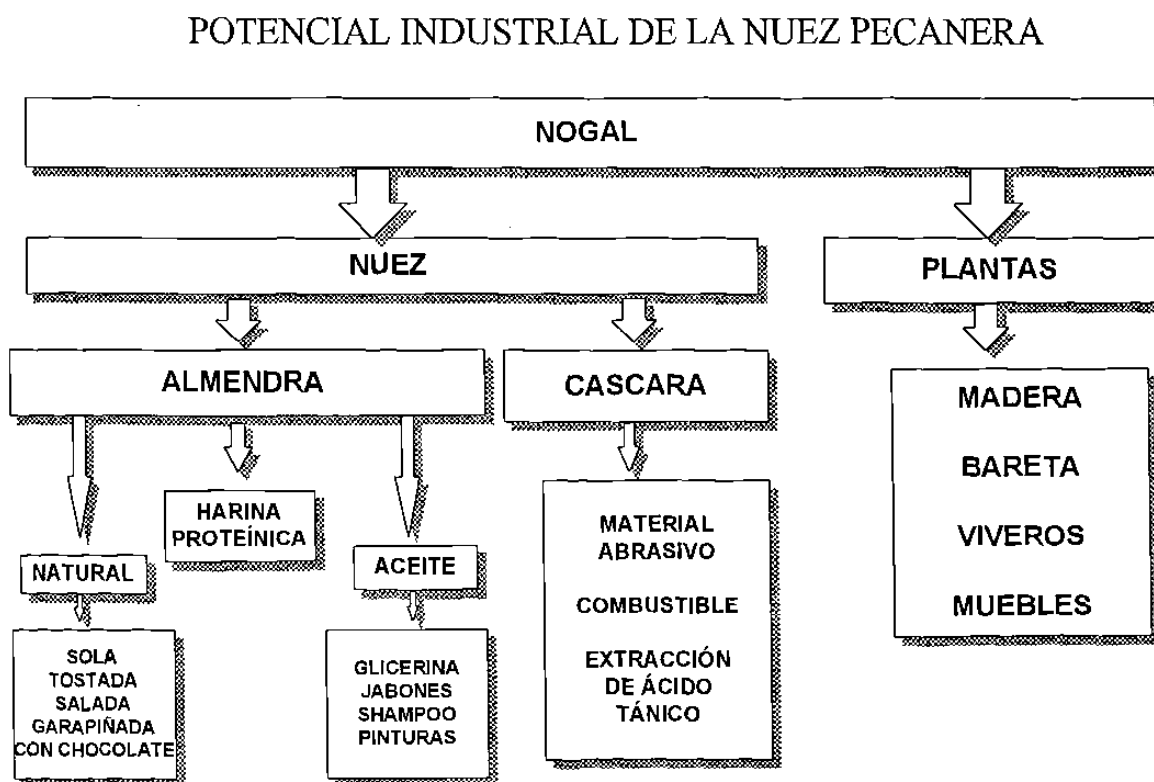 POTENCIAL INDUSTRIAL DE LA NUEZ PECANERA
NOGAL
NUEZ
PLANTAS
ALMENDRA
CASCARA
MADERA
BARETA
VIVEROS
MUEBLES
HARINA
PROTEÍNICA
NATURAL
ACEITE
MATERIAL
ABRASIVO
COMBUSTIBLE
EXTRACCIÓN
DE ÁCIDO
TÁNICO
SOLA
TOSTADA
SALADA
GARAPIÑADA
CON CHOCOLATE
GLICERINA
JABONES
SHAMPOO
PINTURAS